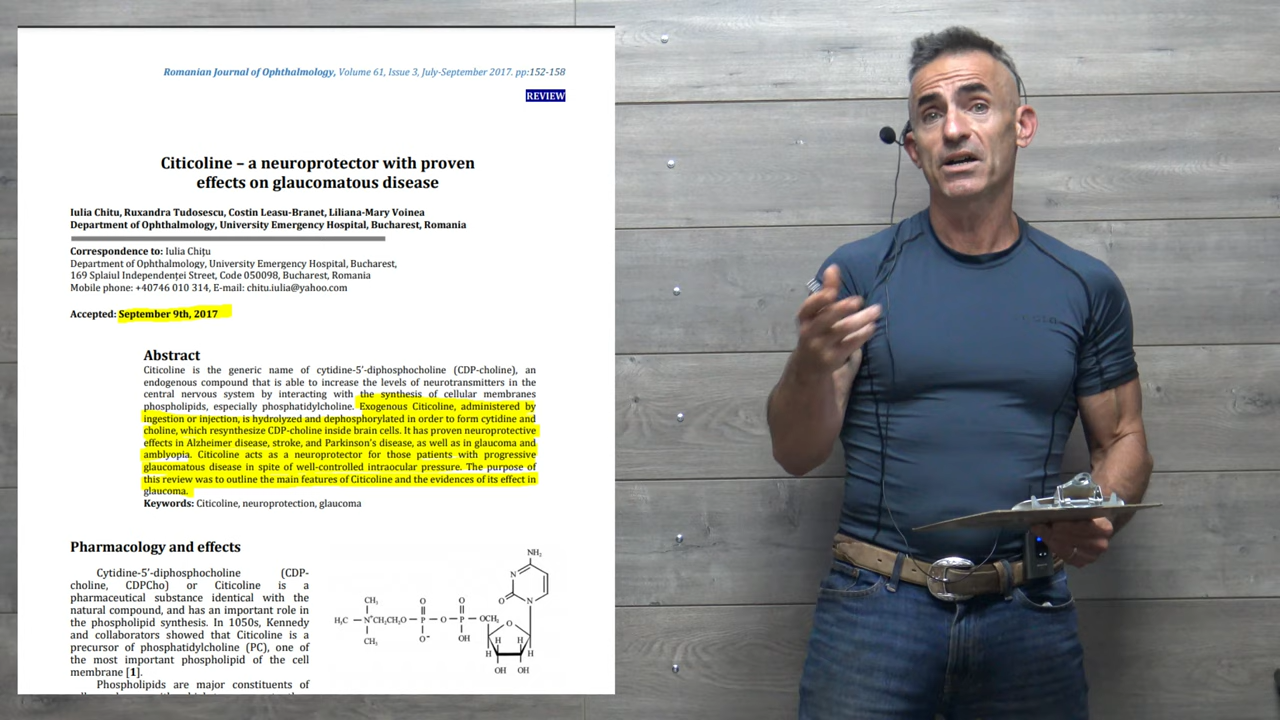 Romanian Journal of Ophthalmology, Volume 61, Issue 3, July-September 2017. pp:152-158
REVIEW
Citicoline – a neuroprotector with proven
effects on glaucomatous disease
Iulia Chitu, Ruxandra Tudosescu, Costin Leasu-Branet, Liliana-Mary Voinea
Department of Ophthalmology, University Emergency Hospital, Bucharest, Romania
Correspondence to: Iulia Chițu
Department of Ophthalmology, University Emergency Hospital, Bucharest,
169 Splaiul Independenței Street, Code 050098, Bucharest, Romania
Mobile phone: +40746 010 314, E-mail: chitu.iulia@yahoo.com
Accepted: September 9th, 2017
Abstract
Citicoline is the generic name of cytidine-5'-diphosphocholine (CDP-choline), an
endogenous compound that is able to increase the levels of neurotransmitters in the
central nervous system by interacting with the synthesis of cellular membranes
phospholipids, especially phosphatidylcholine. Exogenous Citicoline, administered by
ingestion or injection, is hydrolyzed and dephosphorylated in order to form cytidine and
choline, which resynthesize CDP-choline inside brain cells. It has proven neuroprotective
effects in Alzheimer disease, stroke, and Parkinson's disease, as well as in glaucoma and
amblyopia. Citicoline acts as a neuroprotector for those patients with progressive
glaucomatous disease in spite of well-controlled intraocular pressure. The purpose of
this review was to outline the main features of Citicoline and the evidences of its effect in
glaucoma.
Keywords: Citicoline, neuroprotection, glaucoma
Pharmacology and effects
Cytidine-5'-diphosphocholine (CDP-
choline, CDPCho) or Citicoline is a
pharmaceutical substance identical with the
natural compound, and has an important role in
the phospholipid synthesis. In 1050s, Kennedy
and collaborators showed that Citicoline is a
precursor of phosphatidylcholine (PC), one of
the most important phospholipid of the cell
membrane [1].
Phospholipids are major constituents of
NH₂
N
O N
CH₃ O O
H₃C N⁺CH₂CH₂O P O P OCH₂ O
CH₃ O⁻ OH
H H
H H
OH OH